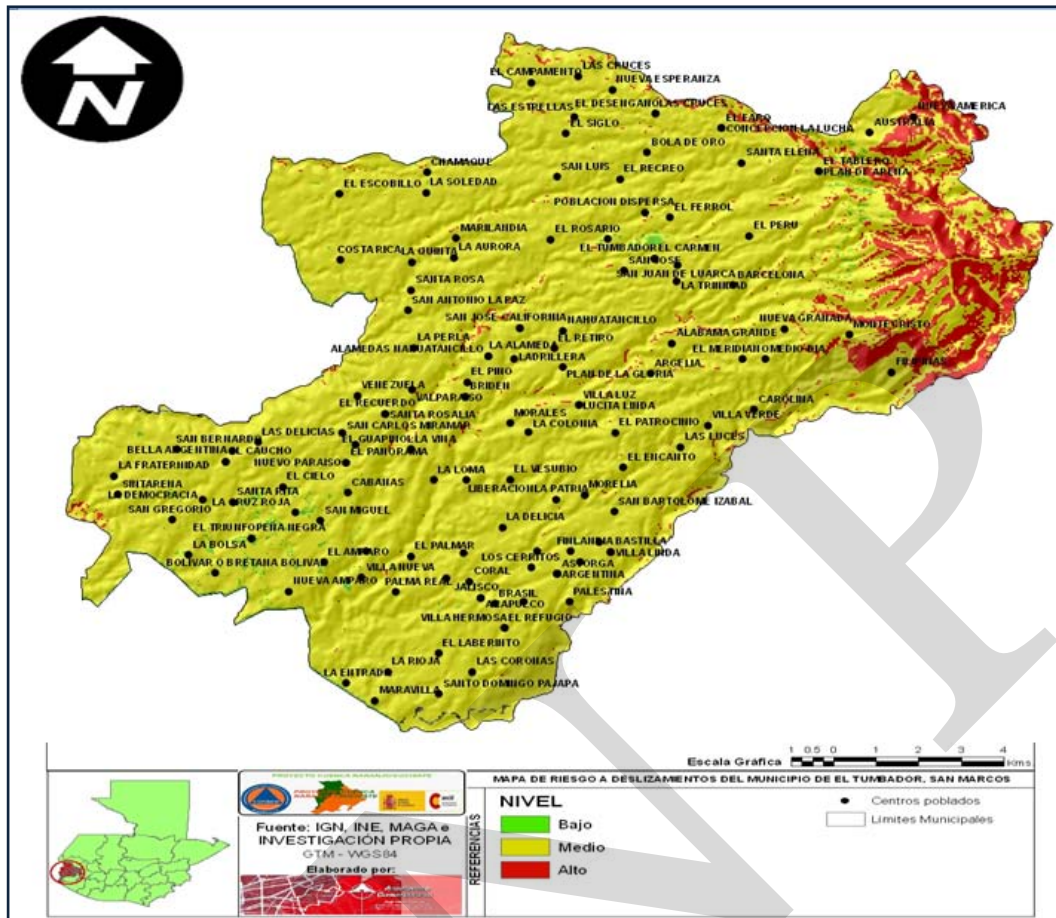 N
LAS CRUCES
EL CAMPAMENTO
NUEVA ESPERANZA
LAS ESTRELLAS
EL DESENGANO
LAS CRUCES
NUEVA AMERICA
EL SIGLO
EL FARO
CONCEPCION LA LUCHA
AUSTRALIA
BOLA DE ORO
SANTA ELENA
CHAMAQUE
SAN LUIS
EL RECREO
EL TABLERO
PLAN DE ARENA
EL ESCOBILLO
LA SOLEDAD
POBLACION DISPERSA
EL FERROL
MARILANDIA
EL ROSARIO
EL PERU
COSTA RICA
LA QUINTA
LA AURORA
EL TUMBADOR
EL CARMEN
SAN JOSE
SANTA ROSA
SAN JUAN DE LUARCA
BARCELONA
LA TRINIDAD
SAN ANTONIO LA PAZ
SAN JOSE CALIFORNIA
NAHUATANCILLO
NUEVA GRANADA
MONTECRISTO
LA PERLA
EL RETIRO
ALABAMA GRANDE
ALAMEDAS NAHUATANCILLO
LA ALAMEDA
LADRILLERA
EL MERIDIANO
MEDIO DIA
EL PINO
PLAN DE LA GLORIA
ARGELIA
VENEZUELA
BRIDEN
VALPARAISO
VILLA LUZ
EL RECUERDO
LUCITA LINDA
CAROLINA
SANTA ROSALIA
MORALES
VILLA VERDE
LAS DELICIAS
SAN CARLOS MIRAMAR
LA COLONIA
EL PATROCINIO
SAN BERNARDO
EL GUAPINOL
LA VINA
LAS LUCES
BELLA ARGENTINA
EL CAUCHO
EL PANORAMA
LA FRATERNIDAD
NUEVO PARAISO
LA LOMA
EL VESUBIO
EL ENCANTO
SINTARENA
EL CIELO
LA DEMOCRACIA
SANTA RITA
CABANAS
LIBERACION
LA PATRIA
MORELIA
LA CRUZ ROJA
SAN BARTOLOME IZABAL
SAN GREGORIO
SAN MIGUEL
EL TRIUNFO
PENA NEGRA
LA DELICIA
LA BOLSA
EL AMPARO
EL PALMAR
LOS CERRITOS
FINLANDIA
BASTILLA
VILLA LINDA
BOLIVAR O BRETANA
BOLIVAR
VILLA NUEVA
CORAL
ASTORGA
ARGENTINA
NUEVA AMPARO
PALMA REAL
JALISCO
BRASIL
PALESTINA
VILLA HERMOSA
EL REFUGIO
EL LABERINTO
LA RIOJA
LAS CORONAS
LA ENTRADA
SANTO DOMINGO PAJAPA
MARAVILLA
Escala Gráfica
1 0.5 0 1 2 3 4
Kms.
MAPA DE RIESGO A DESLIZAMIENTOS DEL MUNICIPIO DE EL TUMBADOR, SAN MARCOS
Fuente: IGN, INE, MAGA e
INVESTIGACIÓN PROPIA
GTM - WGS84
Elaborado por:
REFERENCIAS
NIVEL
Bajo
Medio
Alto
Centros poblados
Límites Municipales